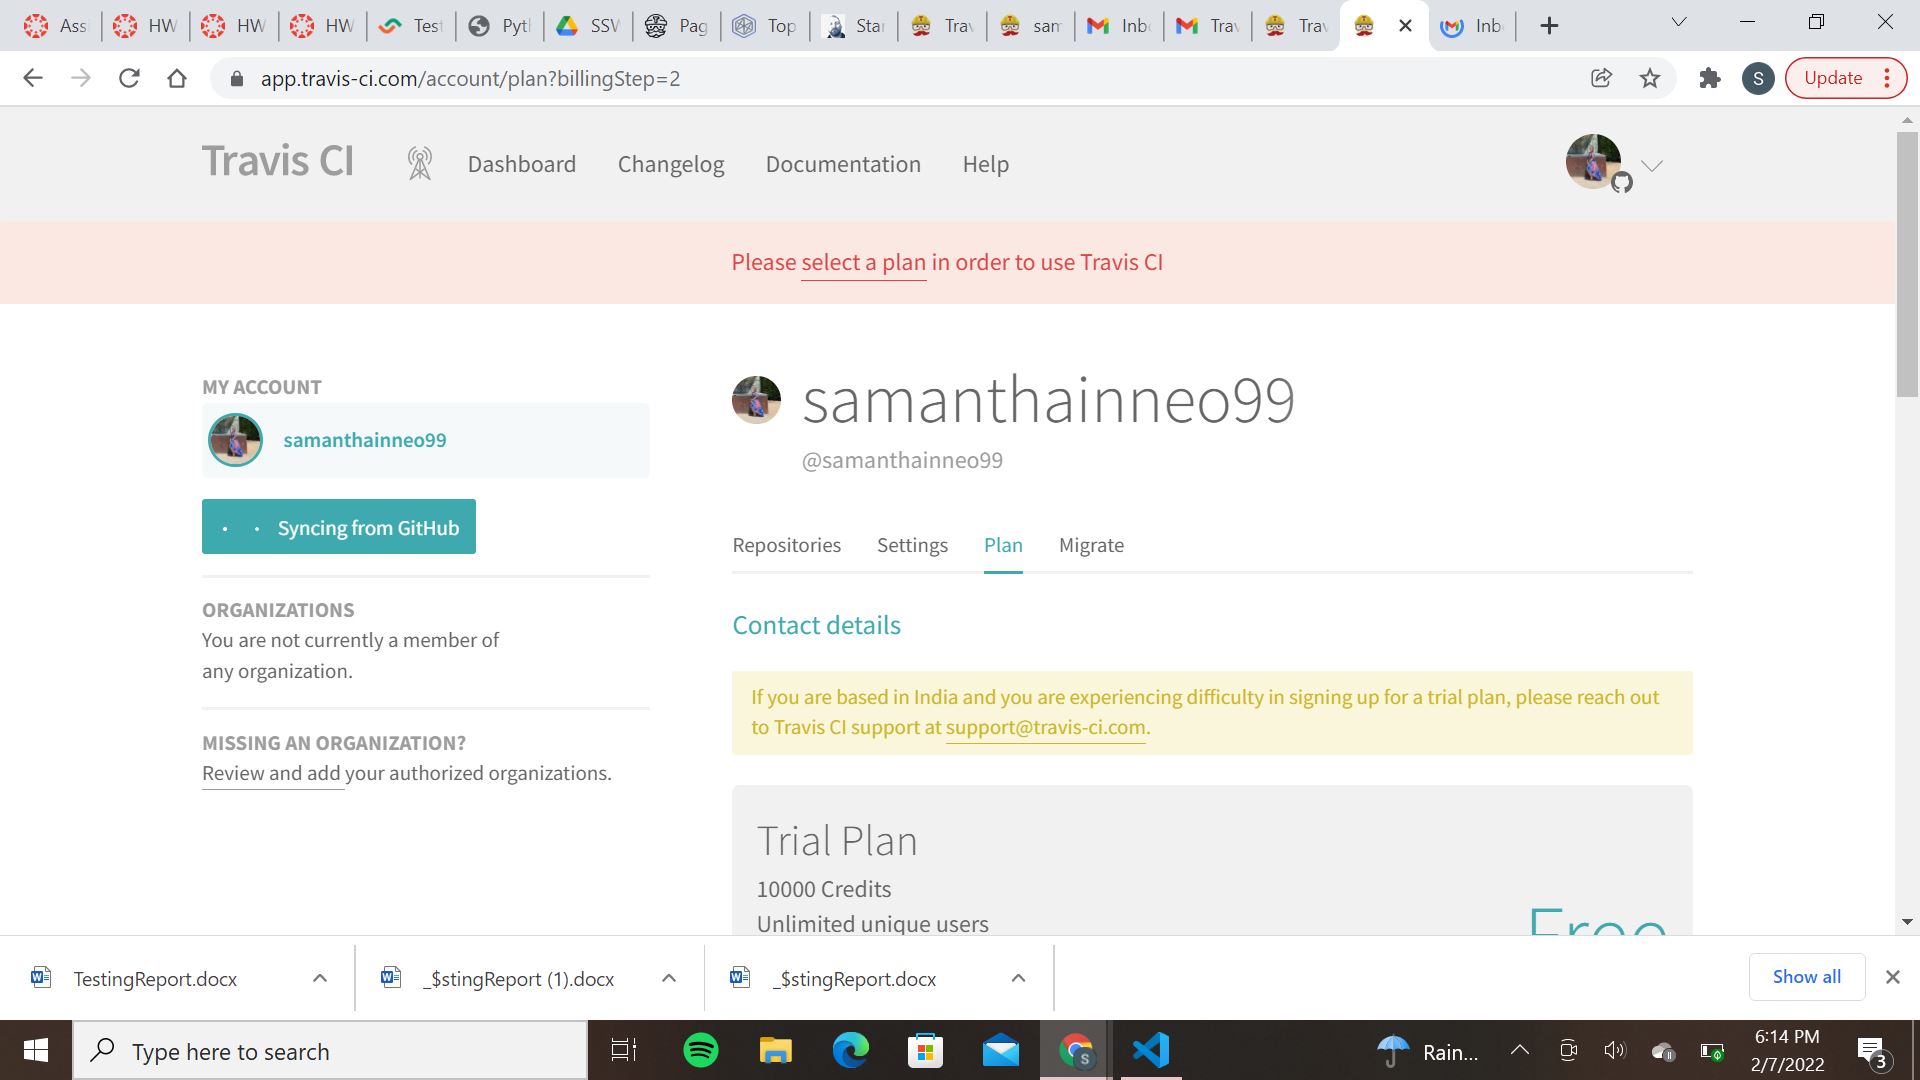 Assi
HW
HW
HW
Test
Pyth
SSW
Pag
Top
Star
Trav
sam
Inbo
Trav
Trav
Inbo
app.travis-ci.com/account/plan?billingStep=2
S
Update
Travis CI
Dashboard
Changelog
Documentation
Help
Please select a plan in order to use Travis CI
MY ACCOUNT
samanthainneo99
Syncing from GitHub
ORGANIZATIONS
You are not currently a member of
any organization.
MISSING AN ORGANIZATION?
Review and add your authorized organizations.
samanthainneo99
@samanthainneo99
Repositories
Settings
Plan
Migrate
Contact details
If you are based in India and you are experiencing difficulty in signing up for a trial plan, please reach out
to Travis CI support at support@travis-ci.com.
Trial Plan
10000 Credits
Unlimited unique users
Free
TestingReport.docx
_$stingReport (1).docx
_$stingReport.docx
Show all
Type here to search
Rain...
6:14 PM
2/7/2022
3